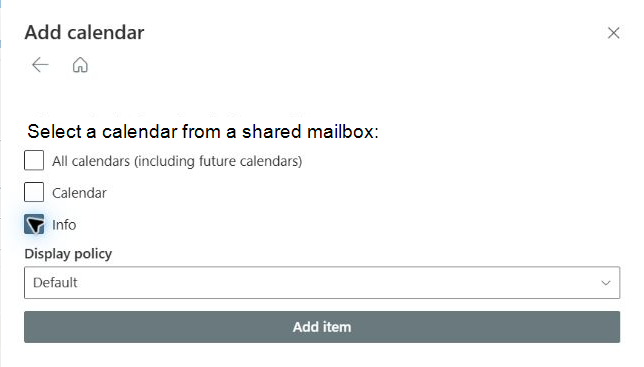 Add calendar
Select a calendar from a shared mailbox:
All calendars (including future calendars)
Calendar
Info
Display policy
Default
Add item